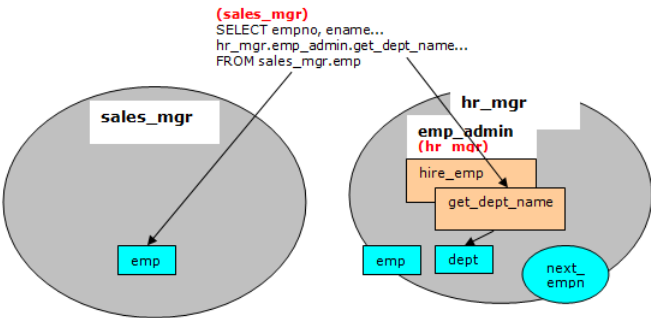 (sales_mgr)
SELECT empno, ename...
hr_mgr.emp_admin.get_dept_name...
FROM sales_mgr.emp
sales_mgr
hr_mgr
emp_admin
(hr_mgr)
hire_emp
get_dept_name
emp
emp
dept
next_
empn